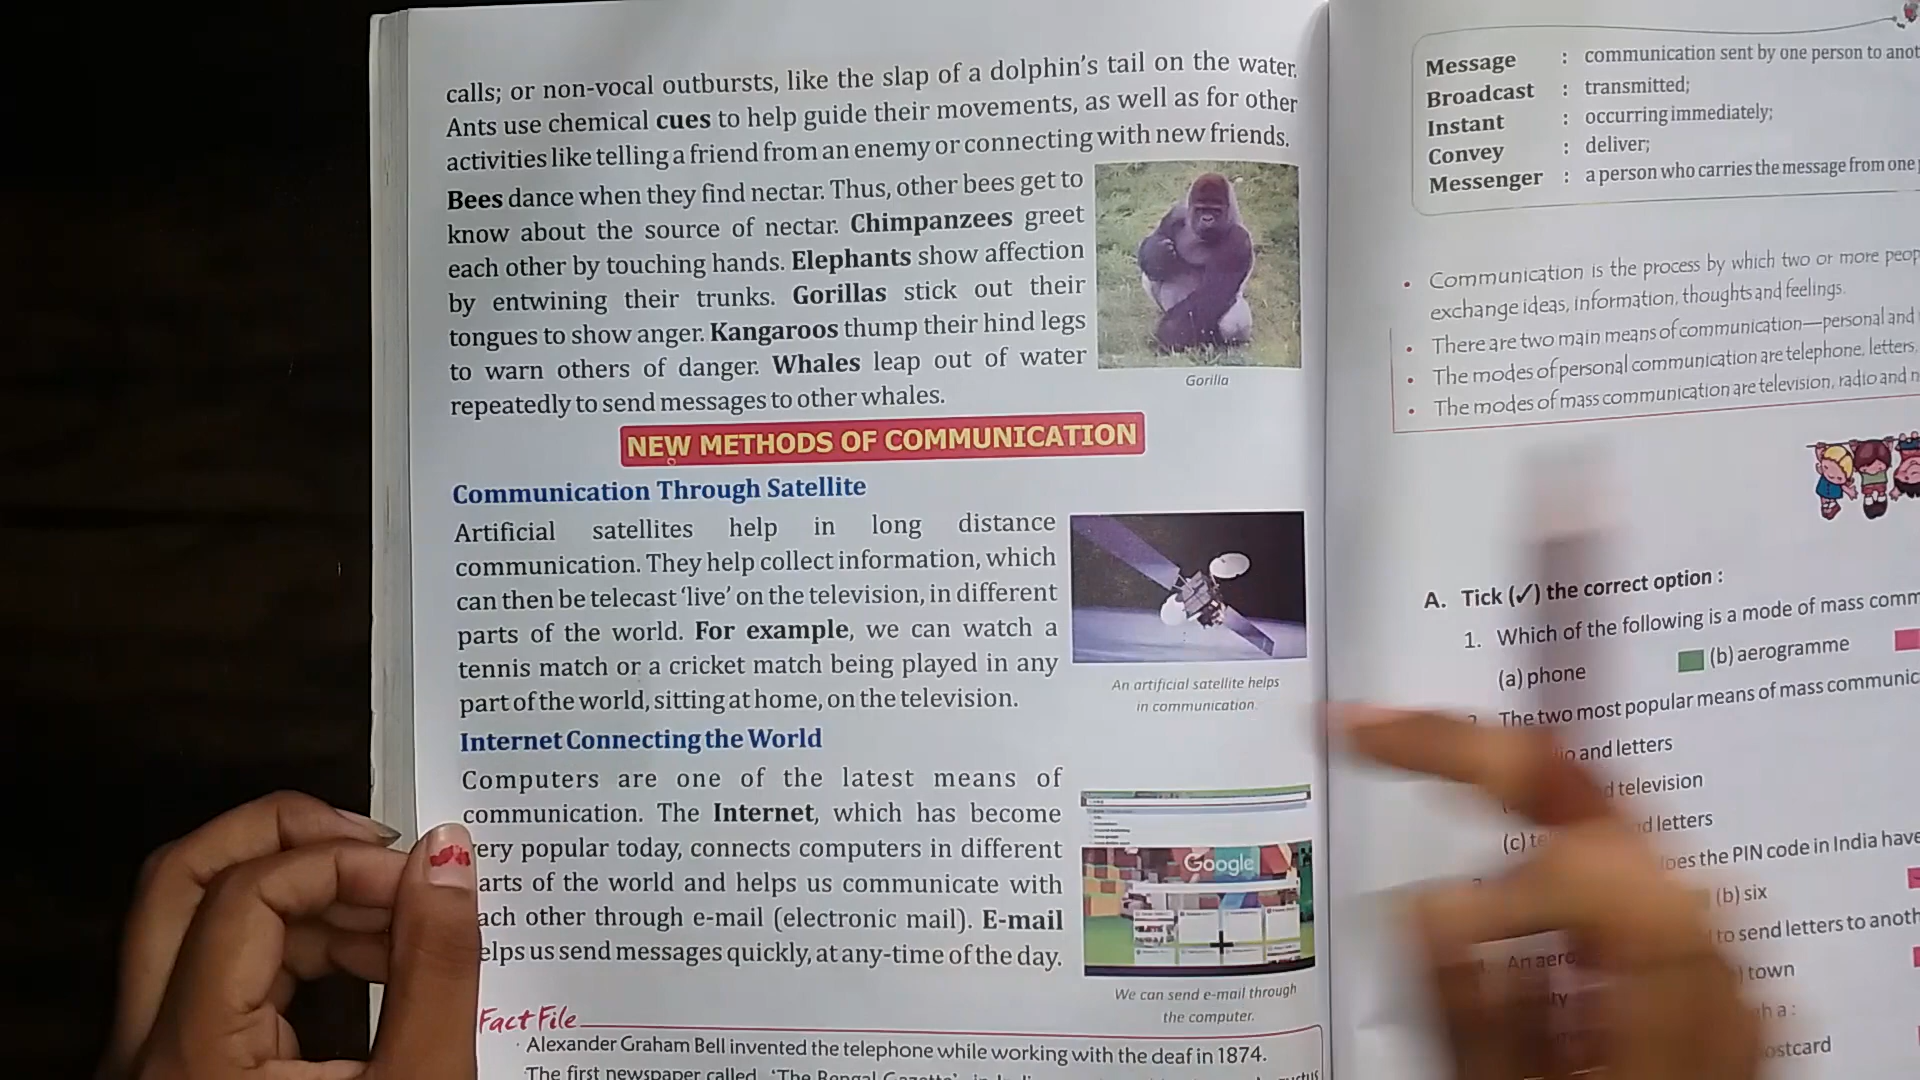 calls; or non-vocal outbursts, like the slap of a dolphin's tail on the water.
Ants use chemical cues to help guide their movements, as well as for other
activities like telling a friend from an enemy or connecting with new friends.
Bees dance when they find nectar. Thus, other bees get to
know about the source of nectar. Chimpanzees greet
each other by touching hands. Elephants show affection
by entwining their trunks. Gorillas stick out their
tongues to show anger. Kangaroos thump their hind legs
to warn others of danger. Whales leap out of water
repeatedly to send messages to other whales.
Gorilla
NEW METHODS OF COMMUNICATION
Communication Through Satellite
Artificial satellites help in long distance
communication. They help collect information, which
can then be telecast 'live' on the television, in different
parts of the world. For example, we can watch a
tennis match or a cricket match being played in any
part of the world, sitting at home, on the television.
An artificial satellite helps
in communication.
Internet Connecting the World
Computers are one of the latest means of
communication. The Internet, which has become
ery popular today, connects computers in different
arts of the world and helps us communicate with
ach other through e-mail (electronic mail). E-mail
elps us send messages quickly, at any-time of the day.
Google
We can send e-mail through
the computer.
Fact File
Alexander Graham Bell invented the telephone while working with the deaf in 1874.
The first newspaper called, 'The Bengal Gazette', in
Message : communication sent by one person to anot
Broadcast : transmitted;
Instant : occurring immediately;
Convey : deliver;
Messenger : a person who carries the message from one
• Communication is the process by which two or more peop
exchange ideas, information, thoughts and feelings.
• There are two main means of communication—personal and
• The modes of personal communication are telephone, letters,
• The modes of mass communication are television, radio and n
A. Tick (✓) the correct option :
1. Which of the following is a mode of mass comm
(a) phone (b) aerogramme
The two most popular means of mass communic
and letters
television
(c) and letters
does the PIN code in India have
(b) six
to send letters to anoth
An aero
town
h a :
ostcard